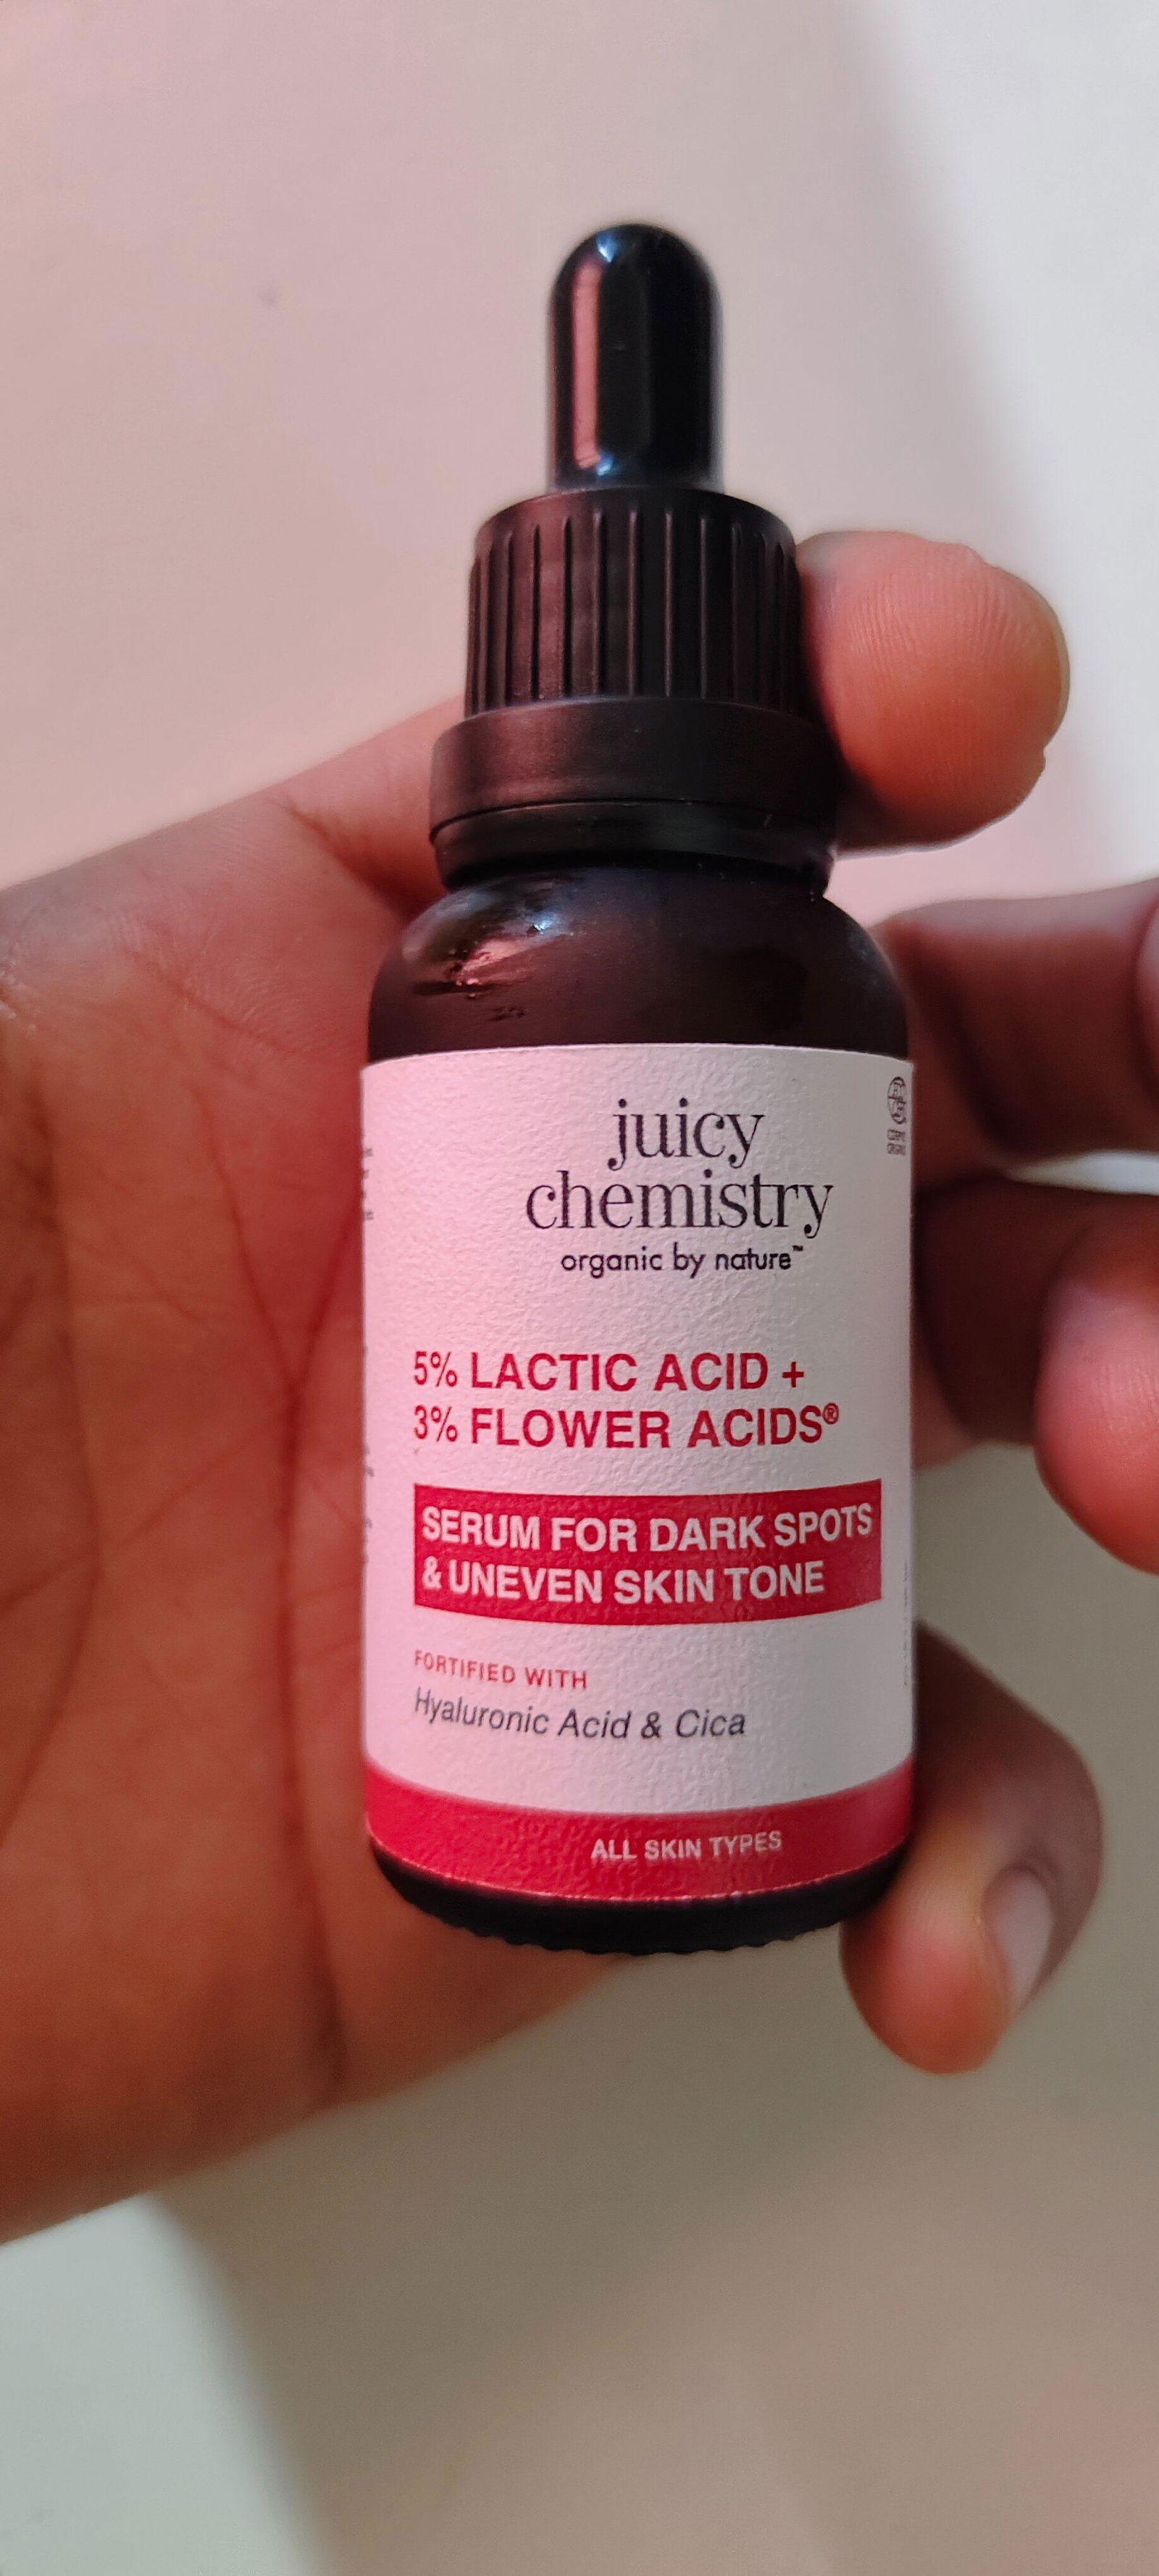 juicy
chemistry
organic by nature™
5% LACTIC ACID +
3% FLOWER ACIDS®
SERUM FOR DARK SPOTS
& UNEVEN SKIN TONE
FORTIFIED WITH
Hyaluronic Acid & Cica
ALL SKIN TYPES